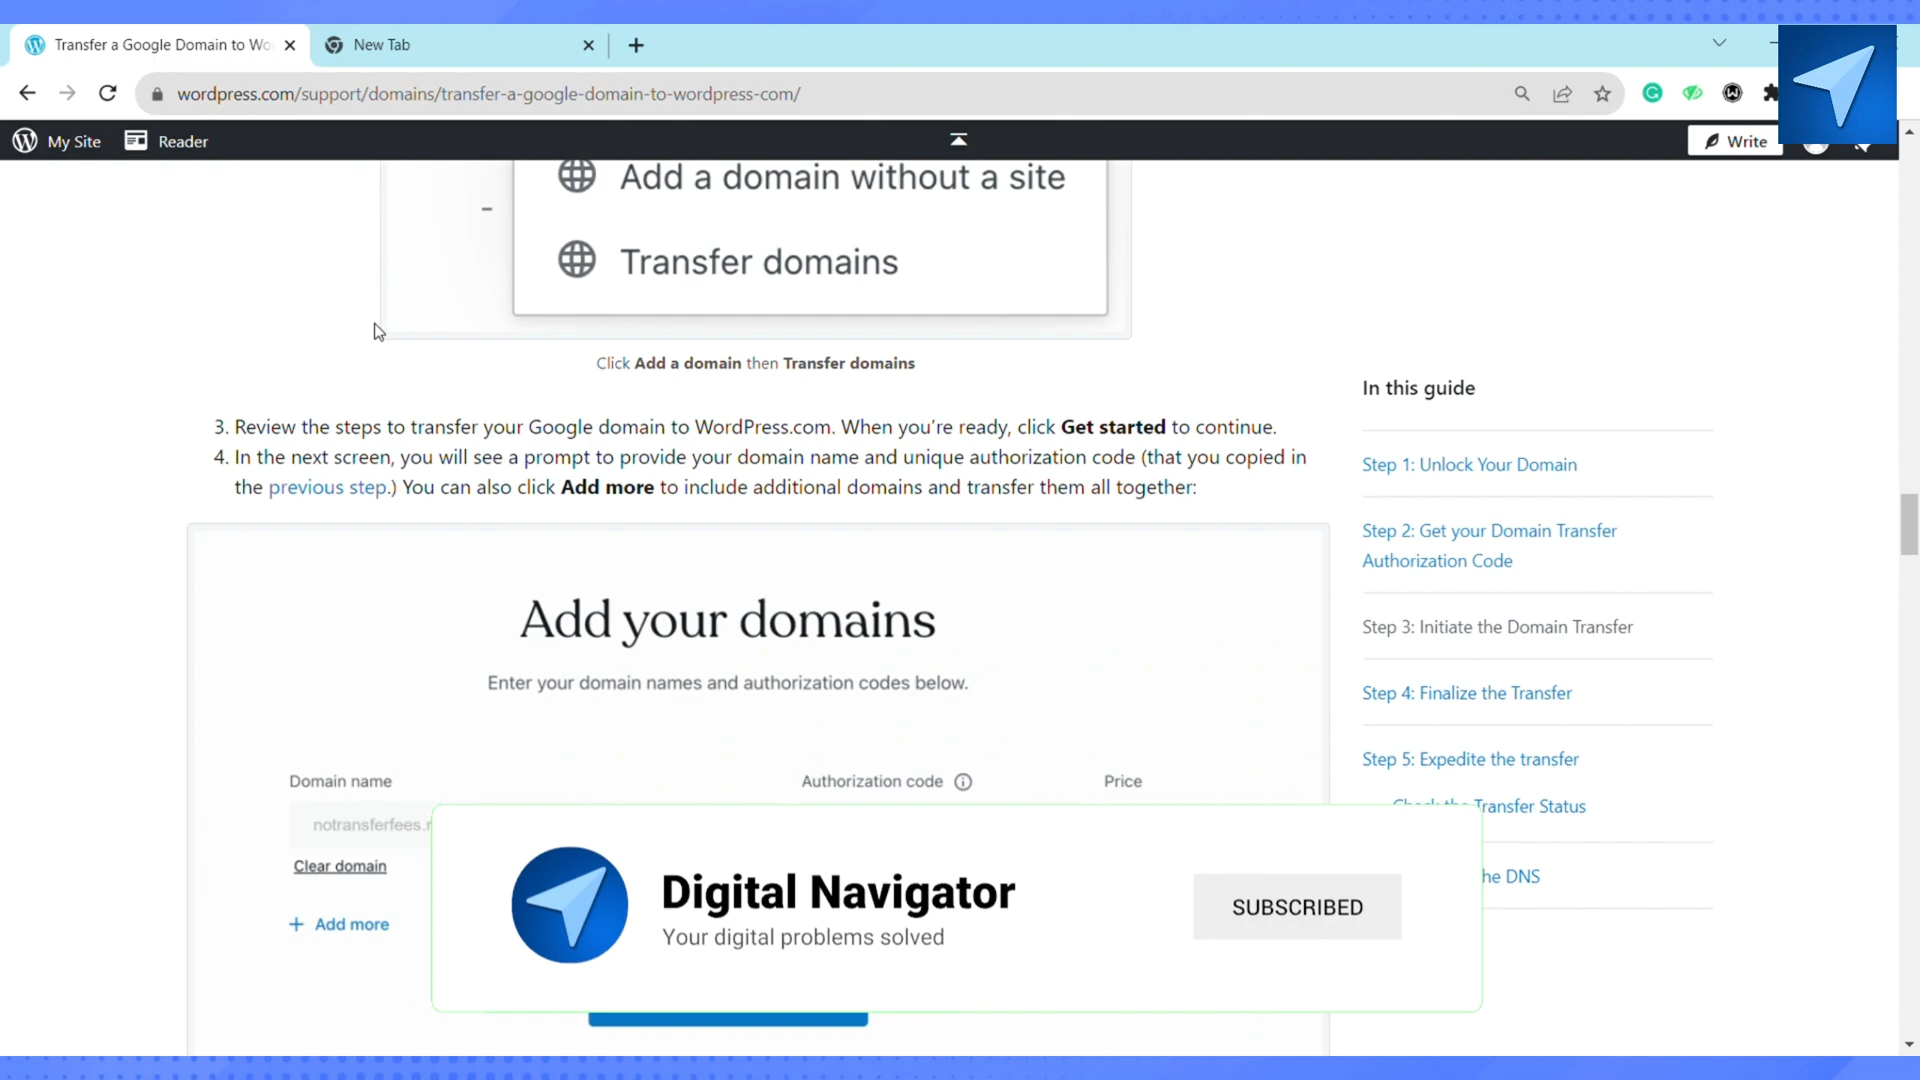 Transfer a Google Domain to Wo
New Tab
wordpress.com/support/domains/transfer-a-google-domain-to-wordpress-com/
My Site
Reader
Write
Add a domain without a site
Transfer domains
Click Add a domain then Transfer domains
3. Review the steps to transfer your Google domain to WordPress.com. When you're ready, click Get started to continue.
4. In the next screen, you will see a prompt to provide your domain name and unique authorization code (that you copied in
the previous step.) You can also click Add more to include additional domains and transfer them all together:
Add your domains
Enter your domain names and authorization codes below.
Domain name
Authorization code
Price
notransferfees.r
Clear domain
+ Add more
In this guide
Step 1: Unlock Your Domain
Step 2: Get your Domain Transfer
Authorization Code
Step 3: Initiate the Domain Transfer
Step 4: Finalize the Transfer
Step 5: Expedite the transfer
Check the Transfer Status
he DNS
Digital Navigator
Your digital problems solved
SUBSCRIBED